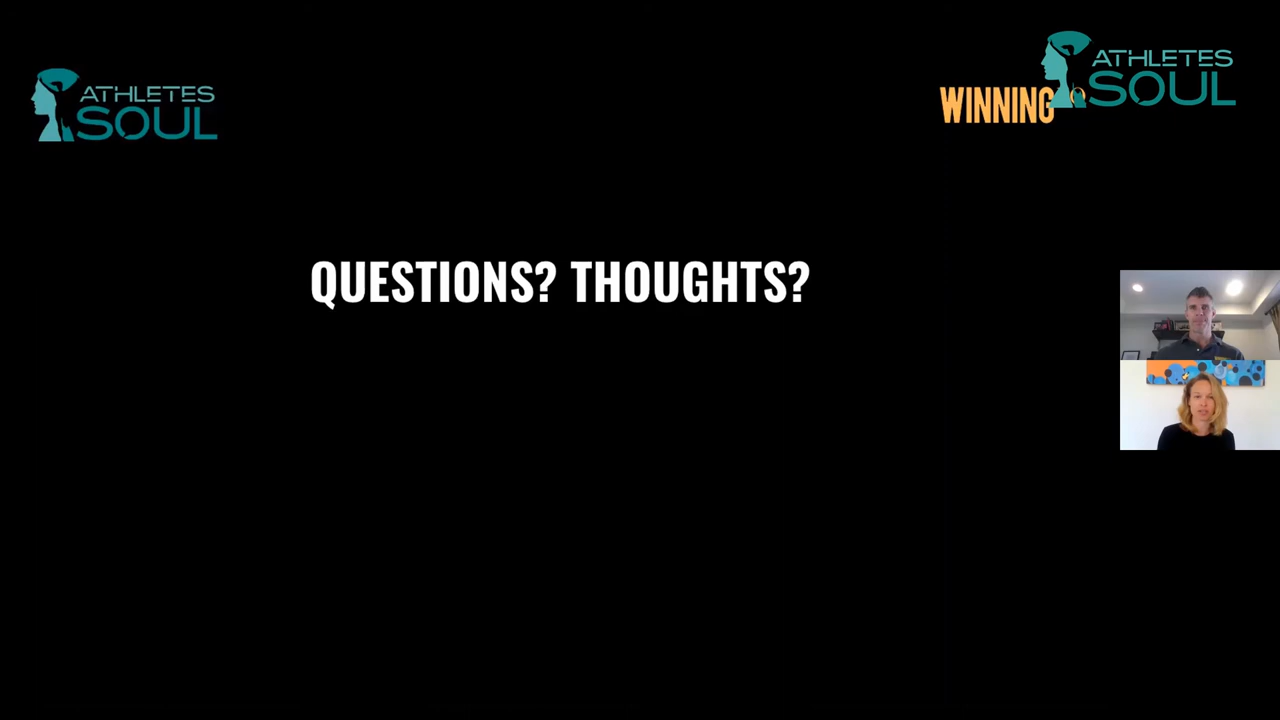 ATHLETES
SOUL
WINNING
ATHLETES
SOUL
QUESTIONS? THOUGHTS?